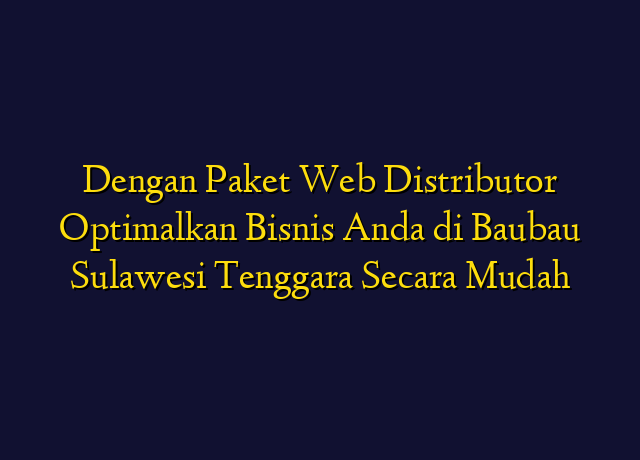 Dengan Paket Web Distributor
Optimalkan Bisnis Anda di Baubau
Sulawesi Tenggara Secara Mudah